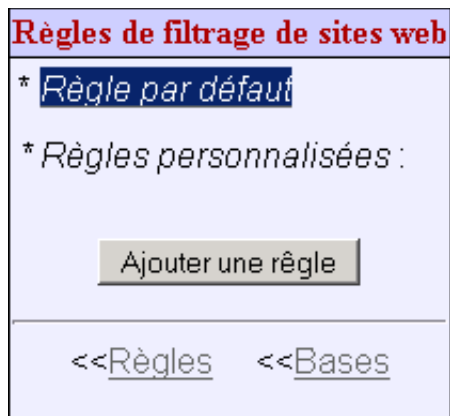 Règles de filtrage de sites web
* Règle par défaut
* Règles personnalisées :
Ajouter une rêgle
<<Règles <<Bases